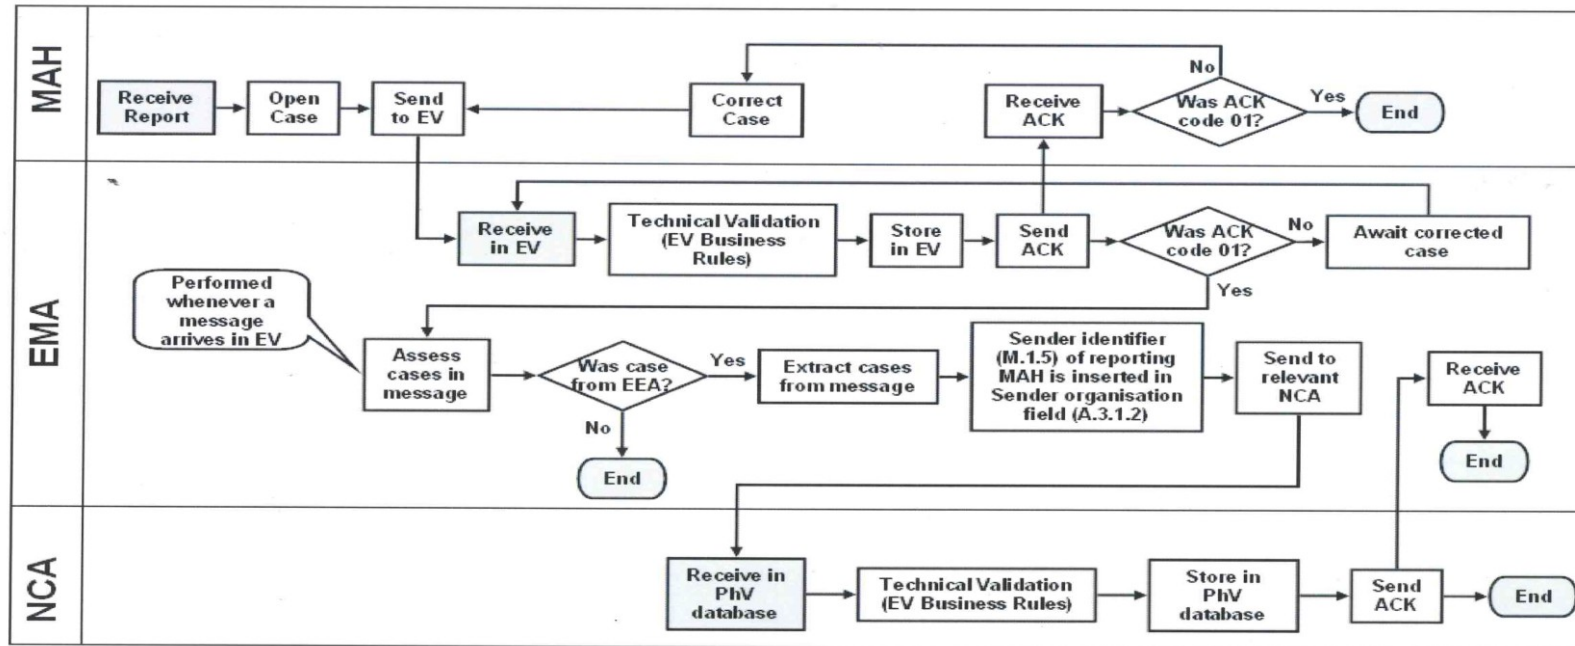 MAH
Receive
Report
Open
Case
Send
to EV
Correct
Case
Receive
ACK
No
Was ACK
code 01?
Yes
End
EMA
Receive
in EV
Technical Validation
(EV Business
Rules)
Store
in EV
Send
ACK
Was ACK
code 01?
No
Await corrected
case
Yes
Performed
whenever a
message
arrives in EV
Assess
cases in
message
Was case
from EEA?
Yes
No
End
Extract cases
from message
Sender identifier
(M.1.5) of reporting
MAH is inserted in
Sender organisation
field (A.3.1.2)
Send to
relevant
NCA
Receive
ACK
End
NCA
Receive in
PhV
database
Technical Validation
(EV Business Rules)
Store in
PhV
database
Send
ACK
End